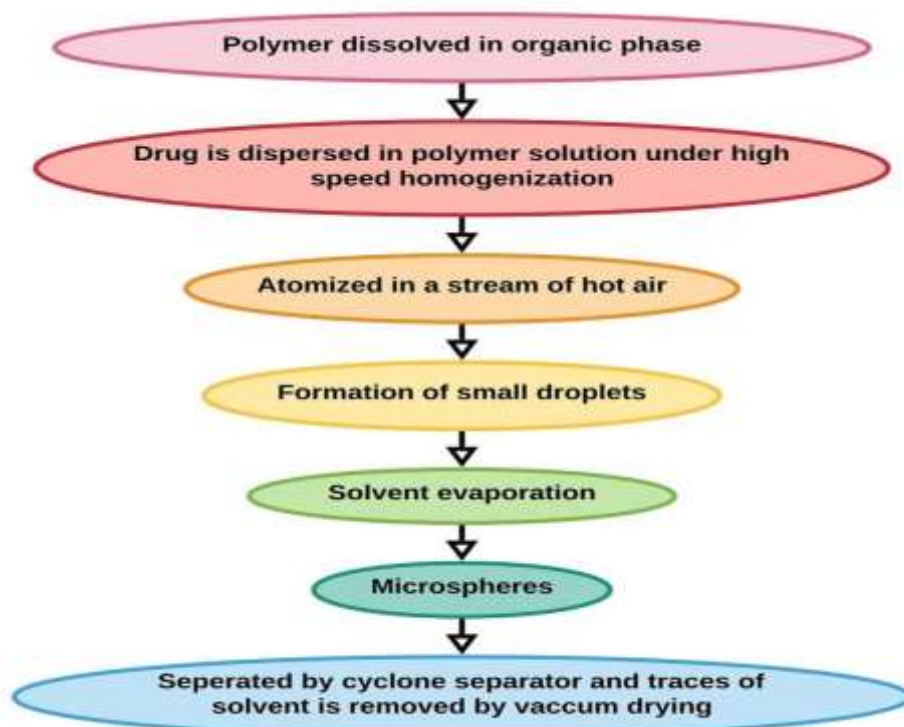 Polymer dissolved in organic phase
Drug is dispersed in polymer solution under high
speed homogenization
Atomized in a stream of hot air
Formation of small droplets
Solvent evaporation
Microspheres
Seperated by cyclone separator and traces of
solvent is removed by vaccum drying